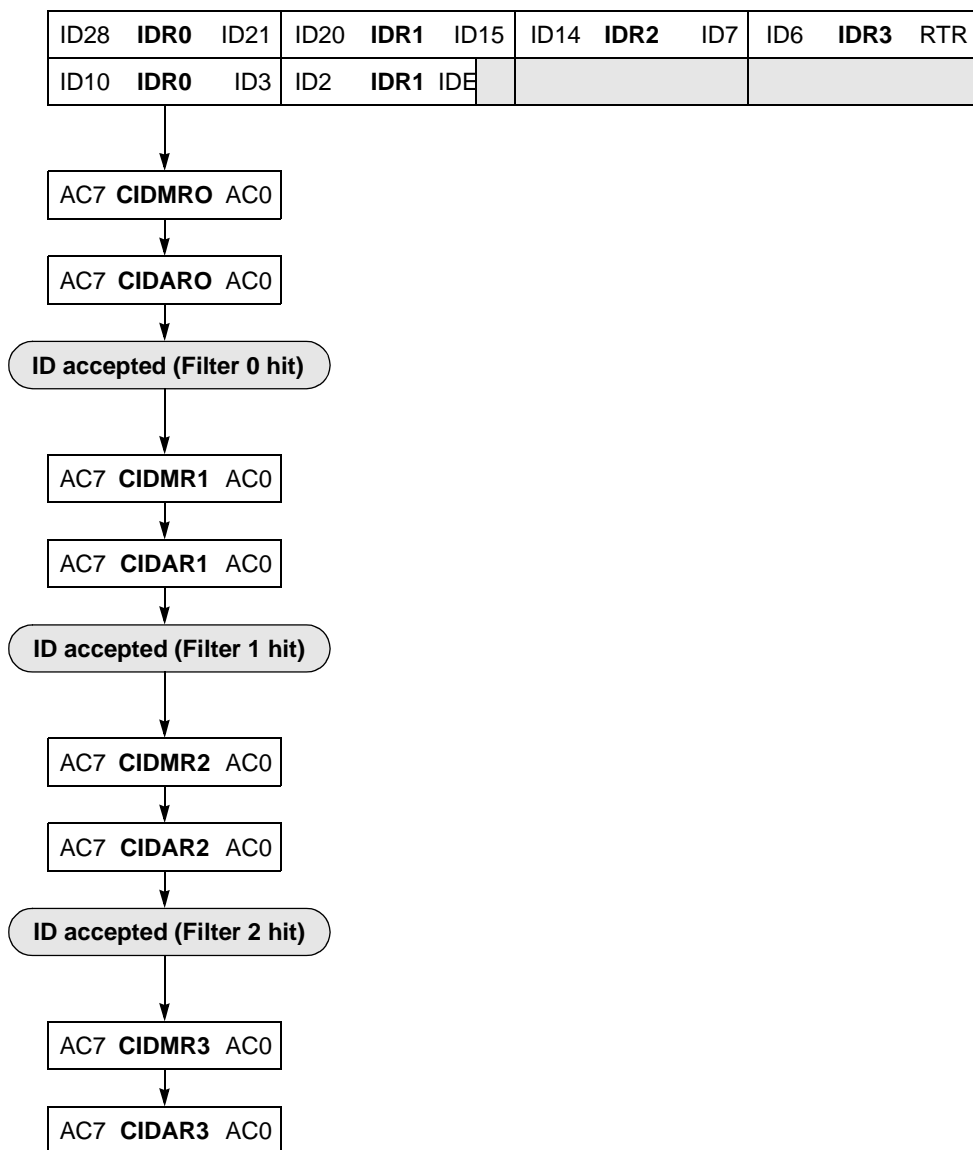 ID28 IDR0 ID21 ID20 IDR1 ID15 ID14 IDR2 ID7 ID6 IDR3 RTR
ID10 IDR0 ID3 ID2 IDR1 IDE
AC7 CIDMRO AC0
AC7 CIDARO AC0
ID accepted (Filter 0 hit)
AC7 CIDMR1 AC0
AC7 CIDAR1 AC0
ID accepted (Filter 1 hit)
AC7 CIDMR2 AC0
AC7 CIDAR2 AC0
ID accepted (Filter 2 hit)
AC7 CIDMR3 AC0
AC7 CIDAR3 AC0